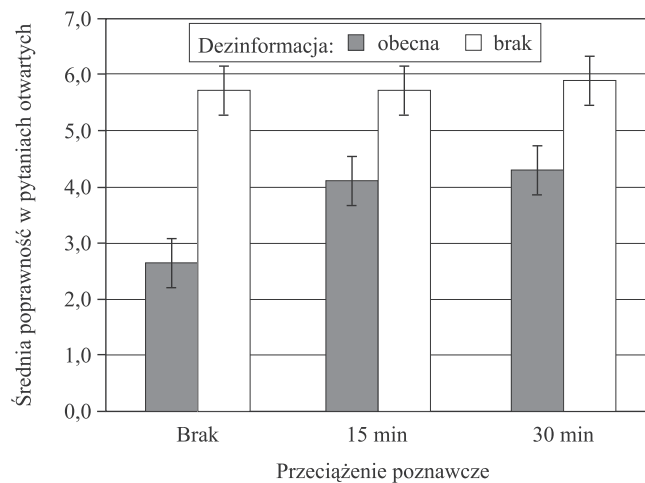 Średnia poprawność w pytaniach otwartych
7,0
6,0
5,0
4,0
3,0
2,0
1,0
0,0
Dezinformacja: obecna brak
Brak 15 min 30 min
Przeciążenie poznawcze